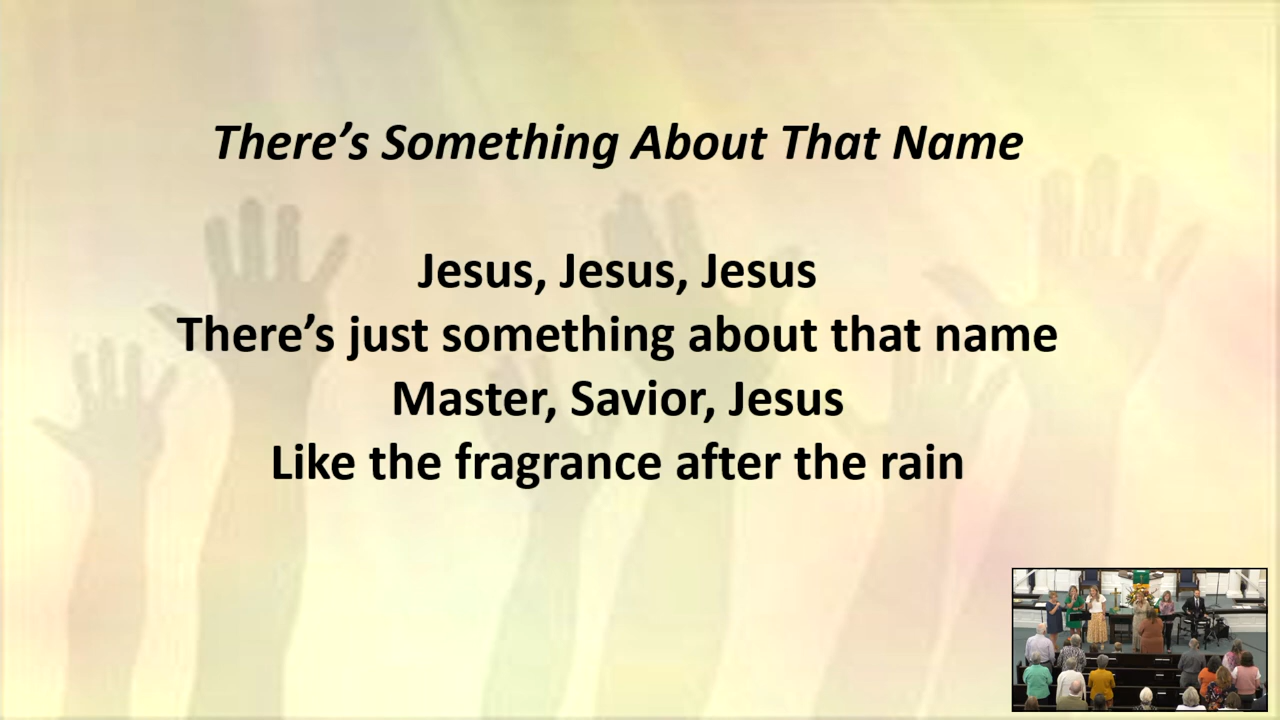 There’s Something About That Name
Jesus, Jesus, Jesus
There’s just something about that name
Master, Savior, Jesus
Like the fragrance after the rain